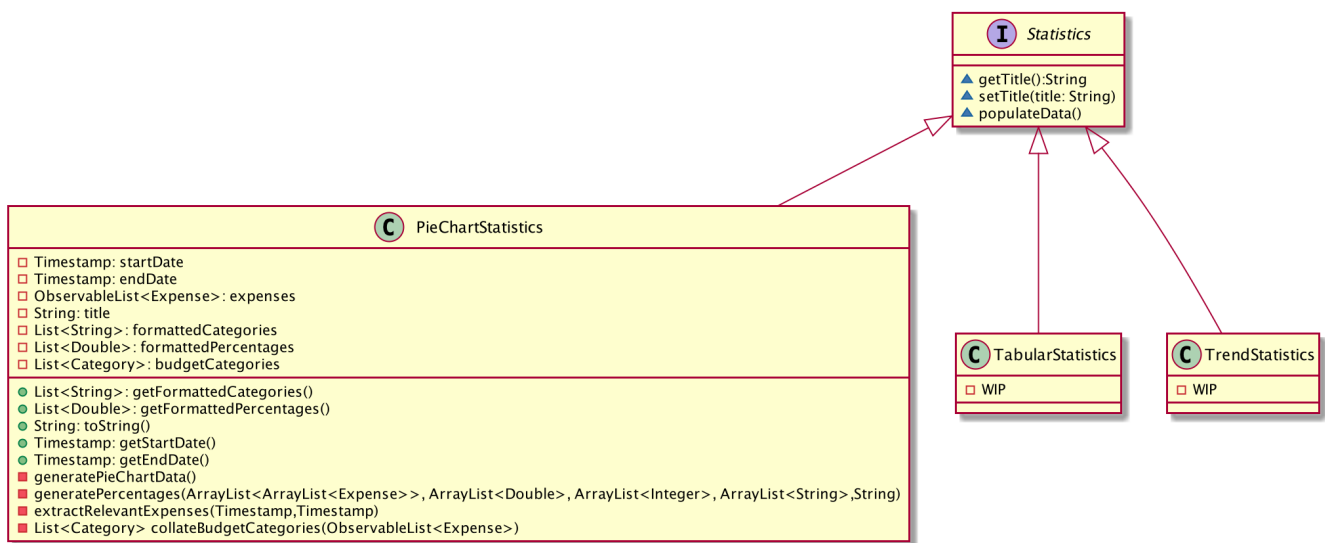 I Statistics
getTitle():String
setTitle(title: String)
populateData()
C PieChartStatistics
Timestamp: startDate
Timestamp: endDate
ObservableList<Expense>: expenses
String: title
List<String>: formattedCategories
List<Double>: formattedPercentages
List<Category>: budgetCategories
List<String>: getFormattedCategories()
List<Double>: getFormattedPercentages()
String: toString()
Timestamp: getStartDate()
Timestamp: getEndDate()
generatePieChartData()
generatePercentages(ArrayList<ArrayList<Expense>>, ArrayList<Double>, ArrayList<Integer>, ArrayList<String>,String)
extractRelevantExpenses(Timestamp,Timestamp)
List<Category> collateBudgetCategories(ObservableList<Expense>)
C TabularStatistics
WIP
C TrendStatistics
WIP